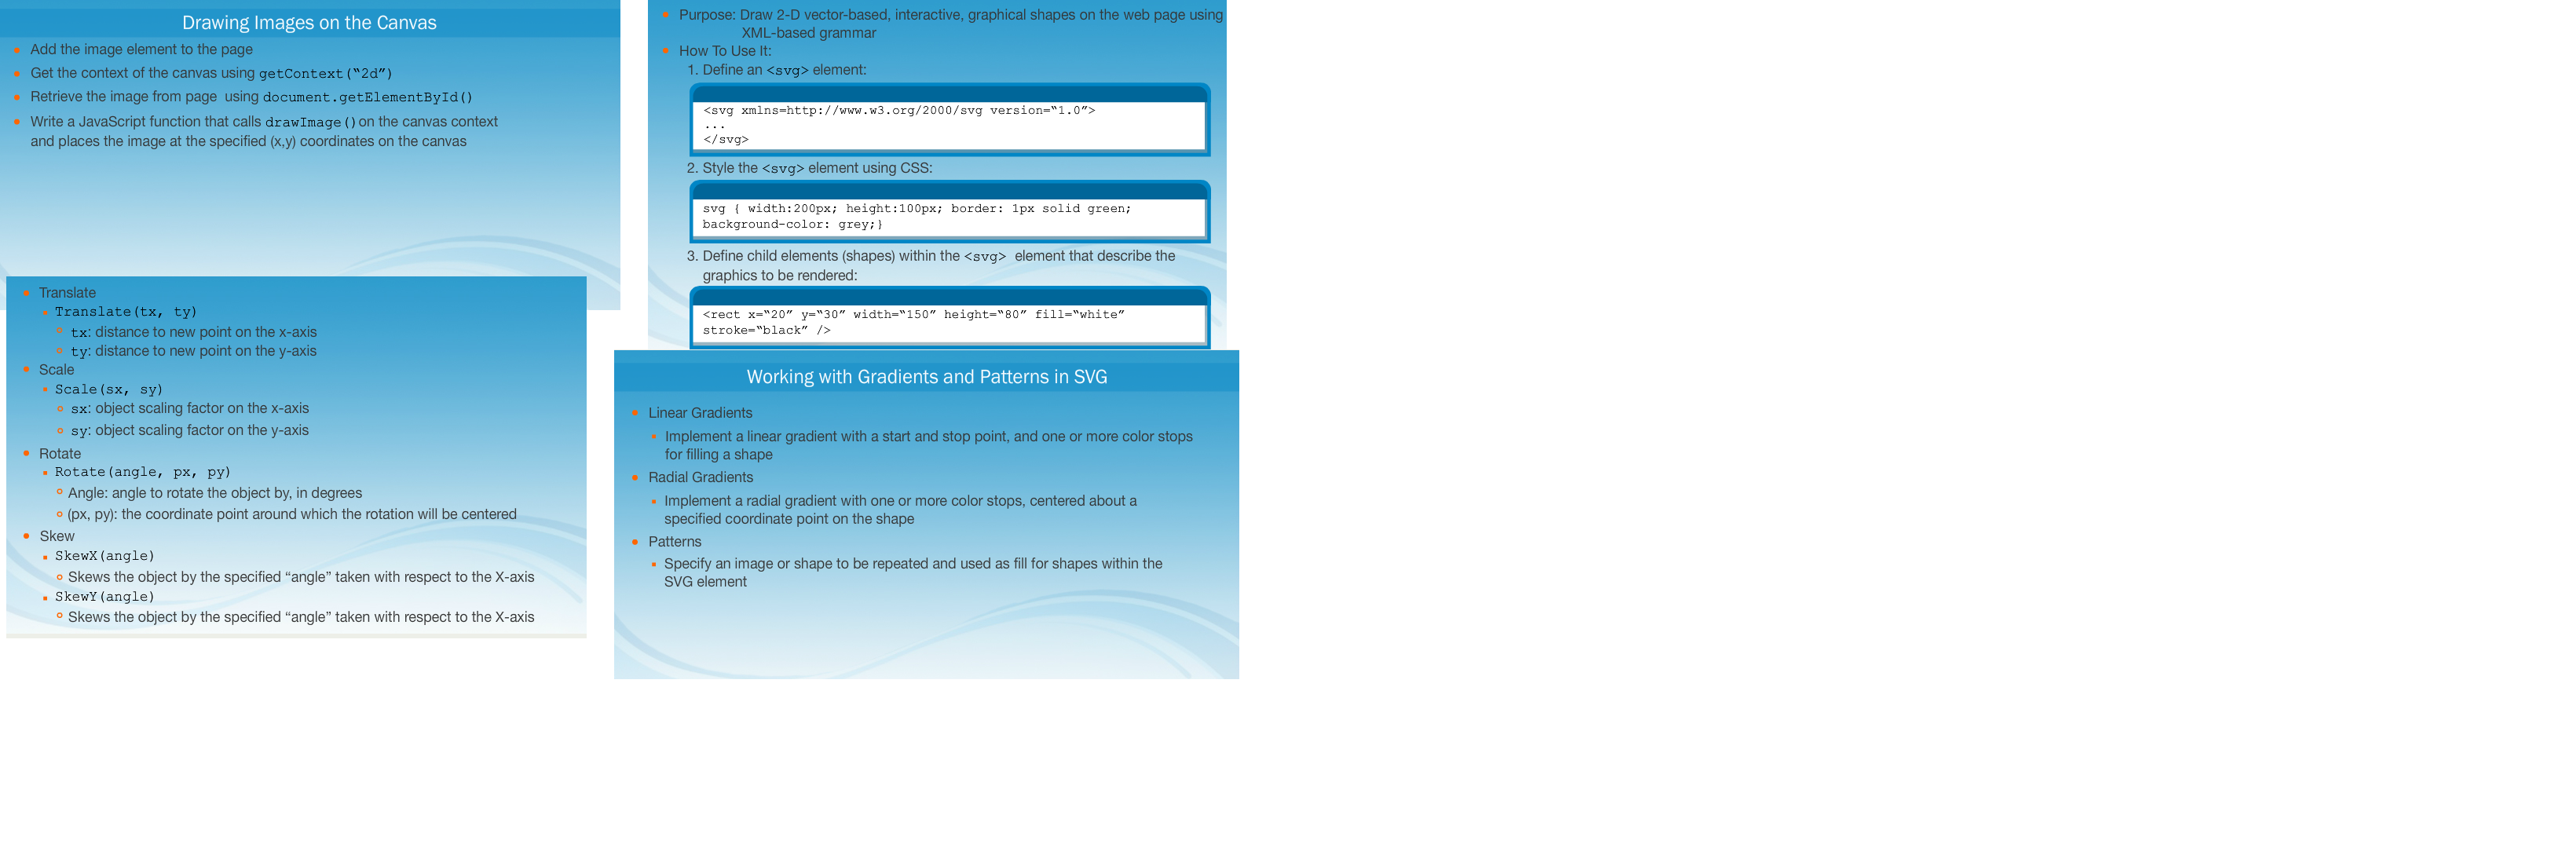 Drawing Images on the Canvas
Add the image element to the page
Get the context of the canvas using getContext(“2d”)
Retrieve the image from page using document.getElementById()
Write a JavaScript function that calls drawImage()on the canvas context
and places the image at the specified (x,y) coordinates on the canvas
Translate
Translate(tx, ty)
tx: distance to new point on the x-axis
ty: distance to new point on the y-axis
Scale
Scale(sx, sy)
sx: object scaling factor on the x-axis
sy: object scaling factor on the y-axis
Rotate
Rotate(angle, px, py)
Angle: angle to rotate the object by, in degrees
(px, py): the coordinate point around which the rotation will be centered
Skew
SkewX(angle)
Skews the object by the specified “angle” taken with respect to the X-axis
SkewY(angle)
Skews the object by the specified “angle” taken with respect to the X-axis
Purpose: Draw 2-D vector-based, interactive, graphical shapes on the web page using
XML-based grammar
How To Use It:
1. Define an <svg> element:
<svg xmlns=http://www.w3.org/2000/svg version=“1.0”>
...
</svg>
2. Style the <svg> element using CSS:
svg { width:200px; height:100px; border: 1px solid green;
background-color: grey;}
3. Define child elements (shapes) within the <svg> element that describe the
graphics to be rendered:
<rect x=“20” y=“30” width=“150” height=“80” fill=“white”
stroke=“black” />
Working with Gradients and Patterns in SVG
Linear Gradients
Implement a linear gradient with a start and stop point, and one or more color stops
for filling a shape
Radial Gradients
Implement a radial gradient with one or more color stops, centered about a
specified coordinate point on the shape
Patterns
Specify an image or shape to be repeated and used as fill for shapes within the
SVG element